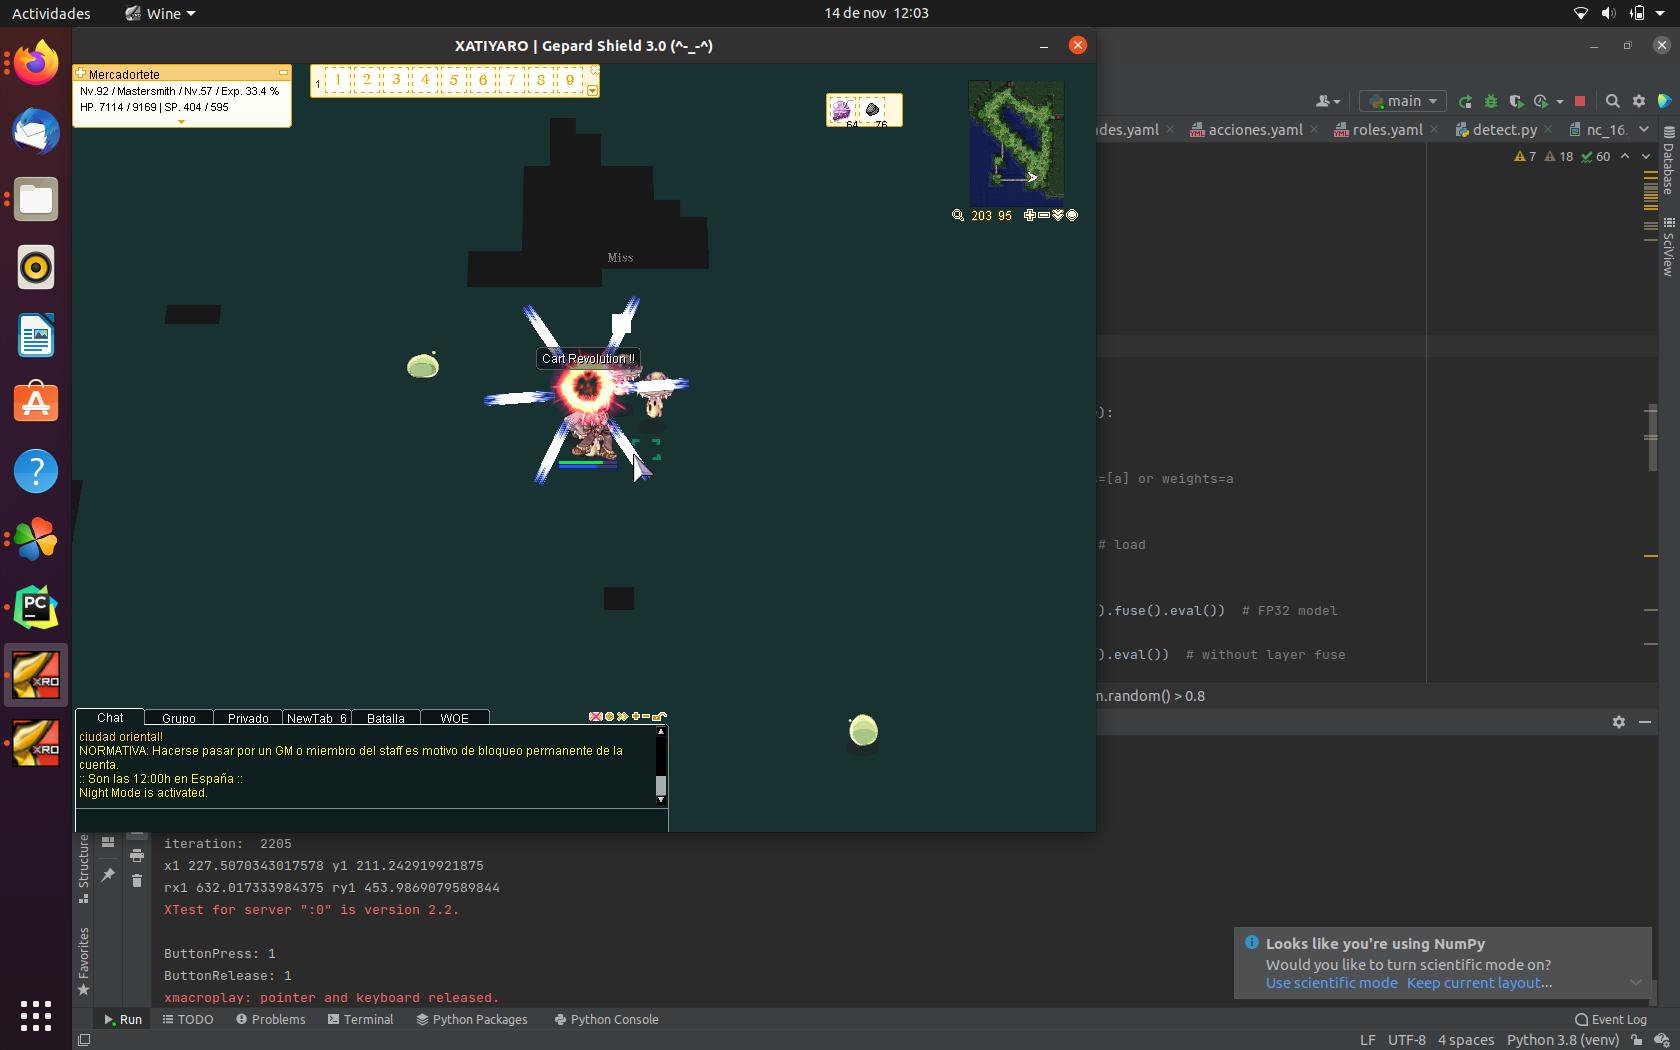 Actividades
Wine
14 de nov 12:03
XATIYARO | Gepard Shield 3.0 (^-_-^)
Mercadortete
Nv.92 / Mastersmith / Nv.57 / Exp. 33.4 %
HP. 7114 / 9169 | SP. 404 / 595
1
1 2 3 4 5 6 7 8 9
64 76
203 95
Miss
Cart Revolution !!
main
des.yaml
acciones.yaml
roles.yaml
detect.py
nc_16.
7 18 60
Database
SciView
):
=[a] or weights=a
# load
).fuse().eval()) # FP32 model
).eval()) # without layer fuse
m.random() > 0.8
Chat Grupo Privado NewTab_6 Batalla WOE
ciudad oriental!
NORMATIVA: Hacerse pasar por un GM o miembro del staff es motivo de bloqueo permanente de la
cuenta.
:: Son las 12:00h en España ::
Night Mode is activated.
XRO
XRO
PC
Structure
Favorites
iteration: 2205
x1 227.5070343017578 y1 211.242919921875
rx1 632.017333984375 ry1 453.9869079589844
XTest for server ":0" is version 2.2.
ButtonPress: 1
ButtonRelease: 1
xmacroplay: pointer and keyboard released.
Looks like you're using NumPy
Would you like to turn scientific mode on?
Use scientific mode Keep current layout...
Run TODO Problems Terminal Python Packages Python Console
Event Log
LF UTF-8 4 spaces Python 3.8 (venv)